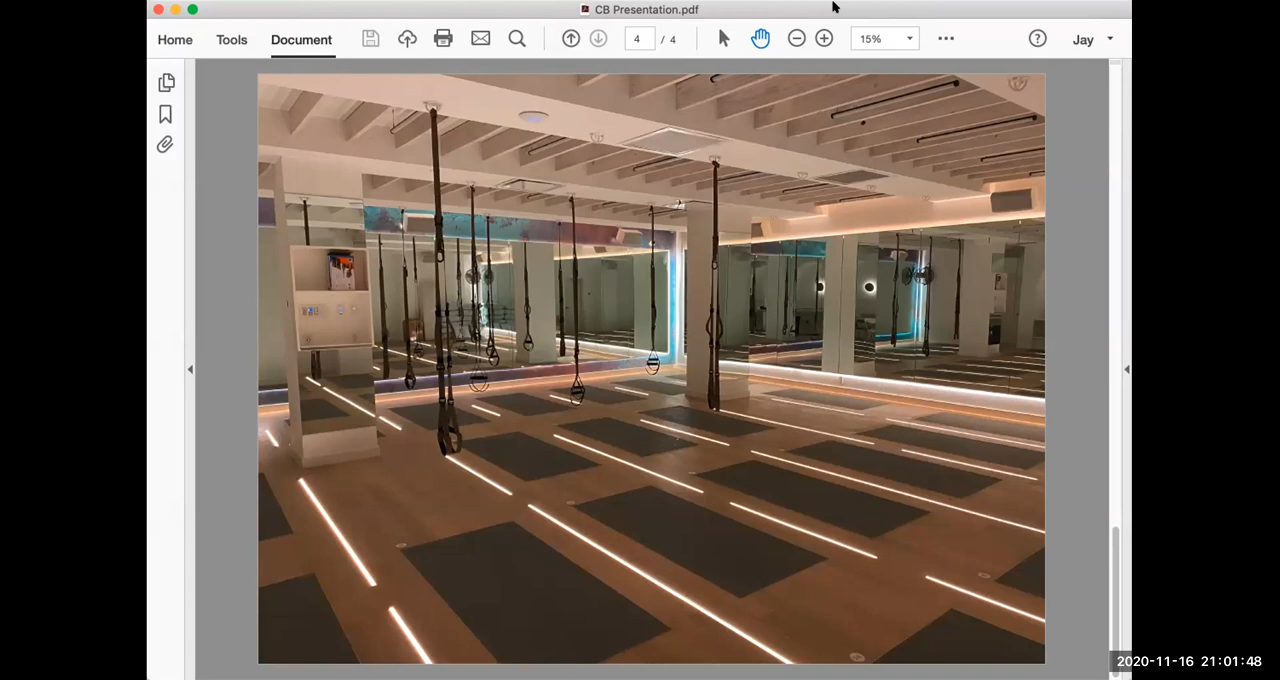 CB Presentation.pdf
Home Tools Document 4 / 4 15% Jay
2020-11-16 21:01:48